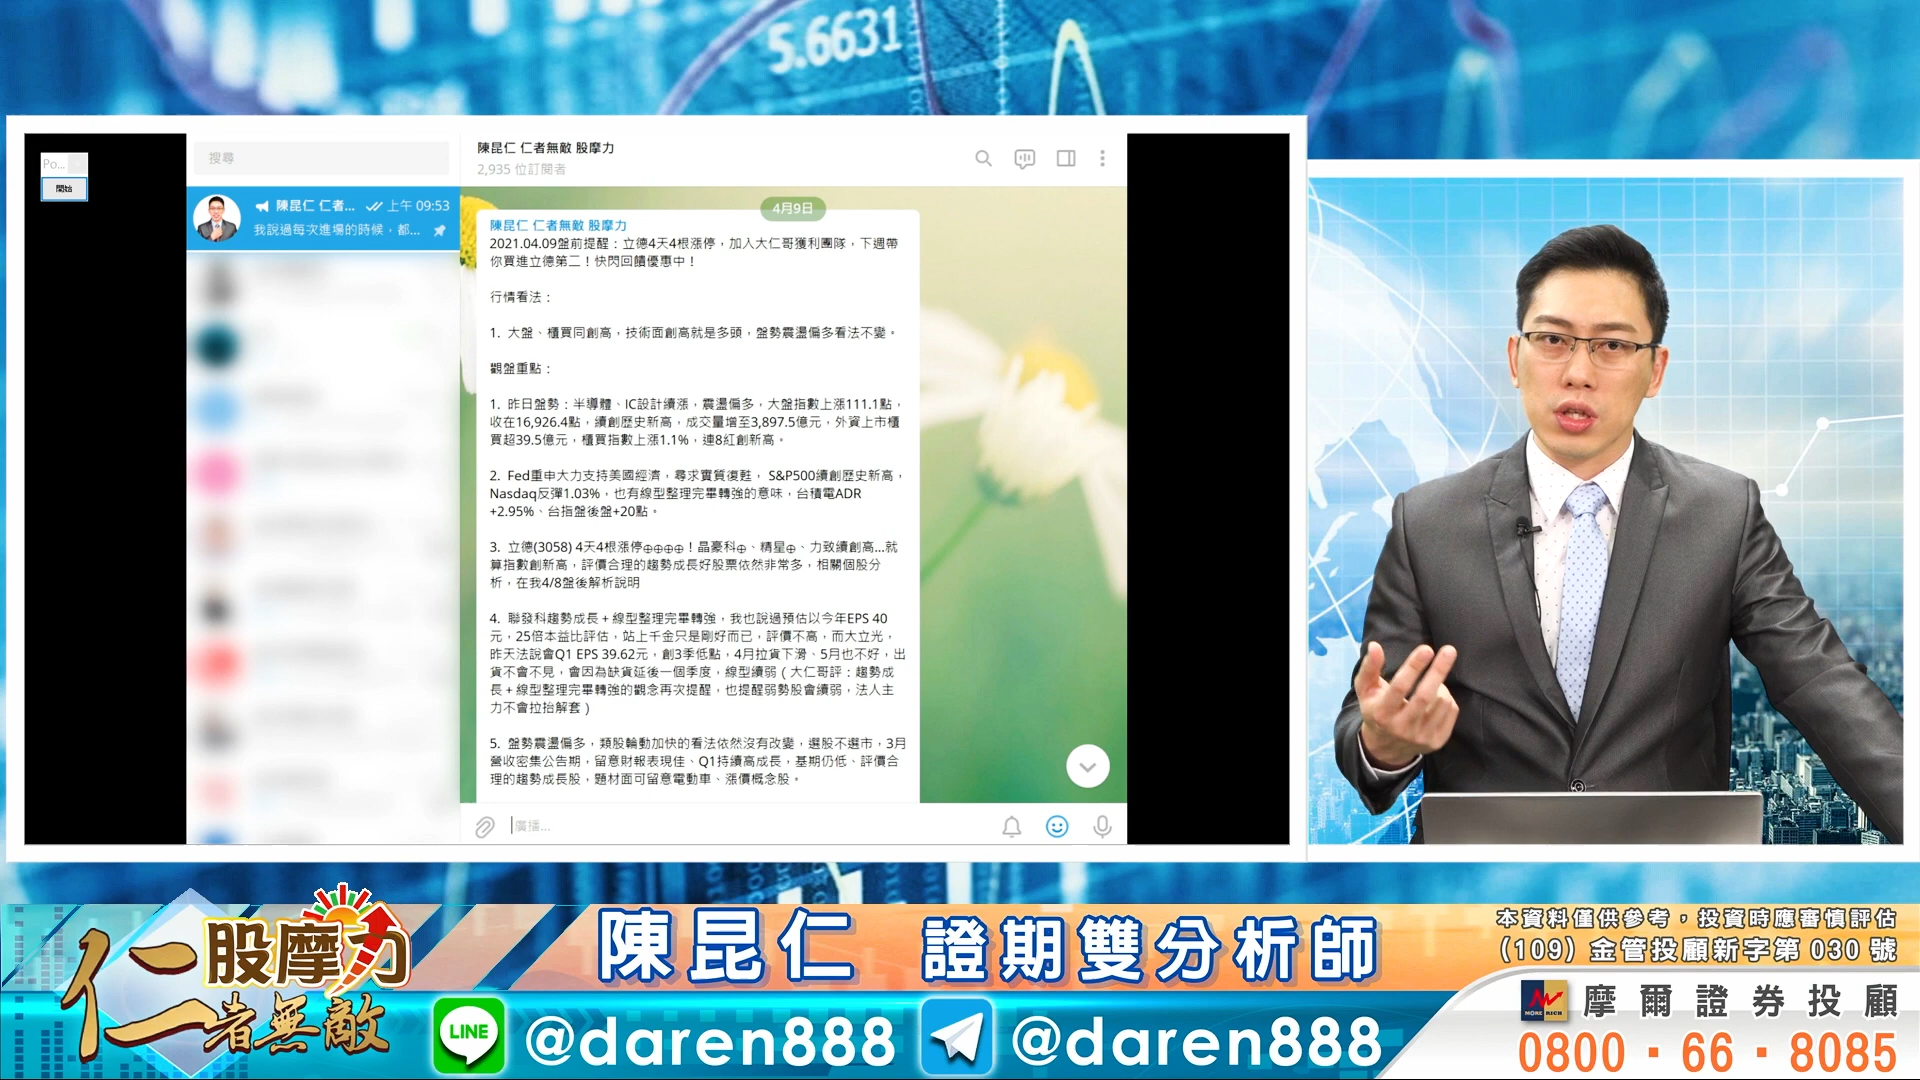 5.6631
Po...
開始
搜尋
陳昆仁 仁者... 上午 09:53
我說過每次進場的時候，都...
陳昆仁 仁者無敵 股摩力
2,935 位訂閱者
4月9日
陳昆仁 仁者無敵 股摩力
2021.04.09盤前提醒：立德4天4根漲停，加入大仁哥獲利團隊，下週帶
你買進立德第二！快閃回饋優惠中！
行情看法：
1. 大盤、櫃買同創高，技術面創高就是多頭，盤勢震盪偏多看法不變。
觀盤重點：
1. 昨日盤勢：半導體、IC設計續漲，震盪偏多，大盤指數上漲111.1點，
收在16,926.4點，續創歷史新高，成交量增至3,897.5億元，外資上市櫃
買超39.5億元，櫃買指數上漲1.1%，連8紅創新高。
2. Fed重申大力支持美國經濟，尋求實質復甦， S&P500續創歷史新高，
Nasdaq反彈1.03%，也有線型整理完畢轉強的意味，台積電ADR
+2.95%、台指盤後盤+20點。
3. 立德(3058) 4天4根漲停⊕⊕⊕⊕！晶豪科⊕、精星⊕、力致續創高...就
算指數創新高，評價合理的趨勢成長好股票依然非常多，相關個股分
析，在我4/8盤後解析說明
4. 聯發科趨勢成長+線型整理完畢轉強，我也說過預估以今年EPS 40
元，25倍本益比評估，站上千金只是剛好而已，評價不高，而大立光，
昨天法說會Q1 EPS 39.62元，創3季低點，4月拉貨下滑、5月也不好，出
貨不會不見，會因為缺貨延後一個季度，線型續弱（大仁哥評：趨勢成
長+線型整理完畢轉強的觀念再次提醒，也提醒弱勢股會續弱，法人主
力不會拉抬解套）
5. 盤勢震盪偏多，類股輪動加快的看法依然沒有改變，選股不選市，3月
營收密集公告期，留意財報表現佳、Q1持續高成長，基期仍低、評價合
理的趨勢成長股，題材面可留意電動車、漲價概念股。
廣播...
股摩力
仁者無敵
陳昆仁 證期雙分析師
LINE @daren888 @daren888
本資料僅供參考，投資時應審慎評估
(109) 金管投顧新字第 030 號
MORE RICH 摩爾證券投顧
0800・66・8085